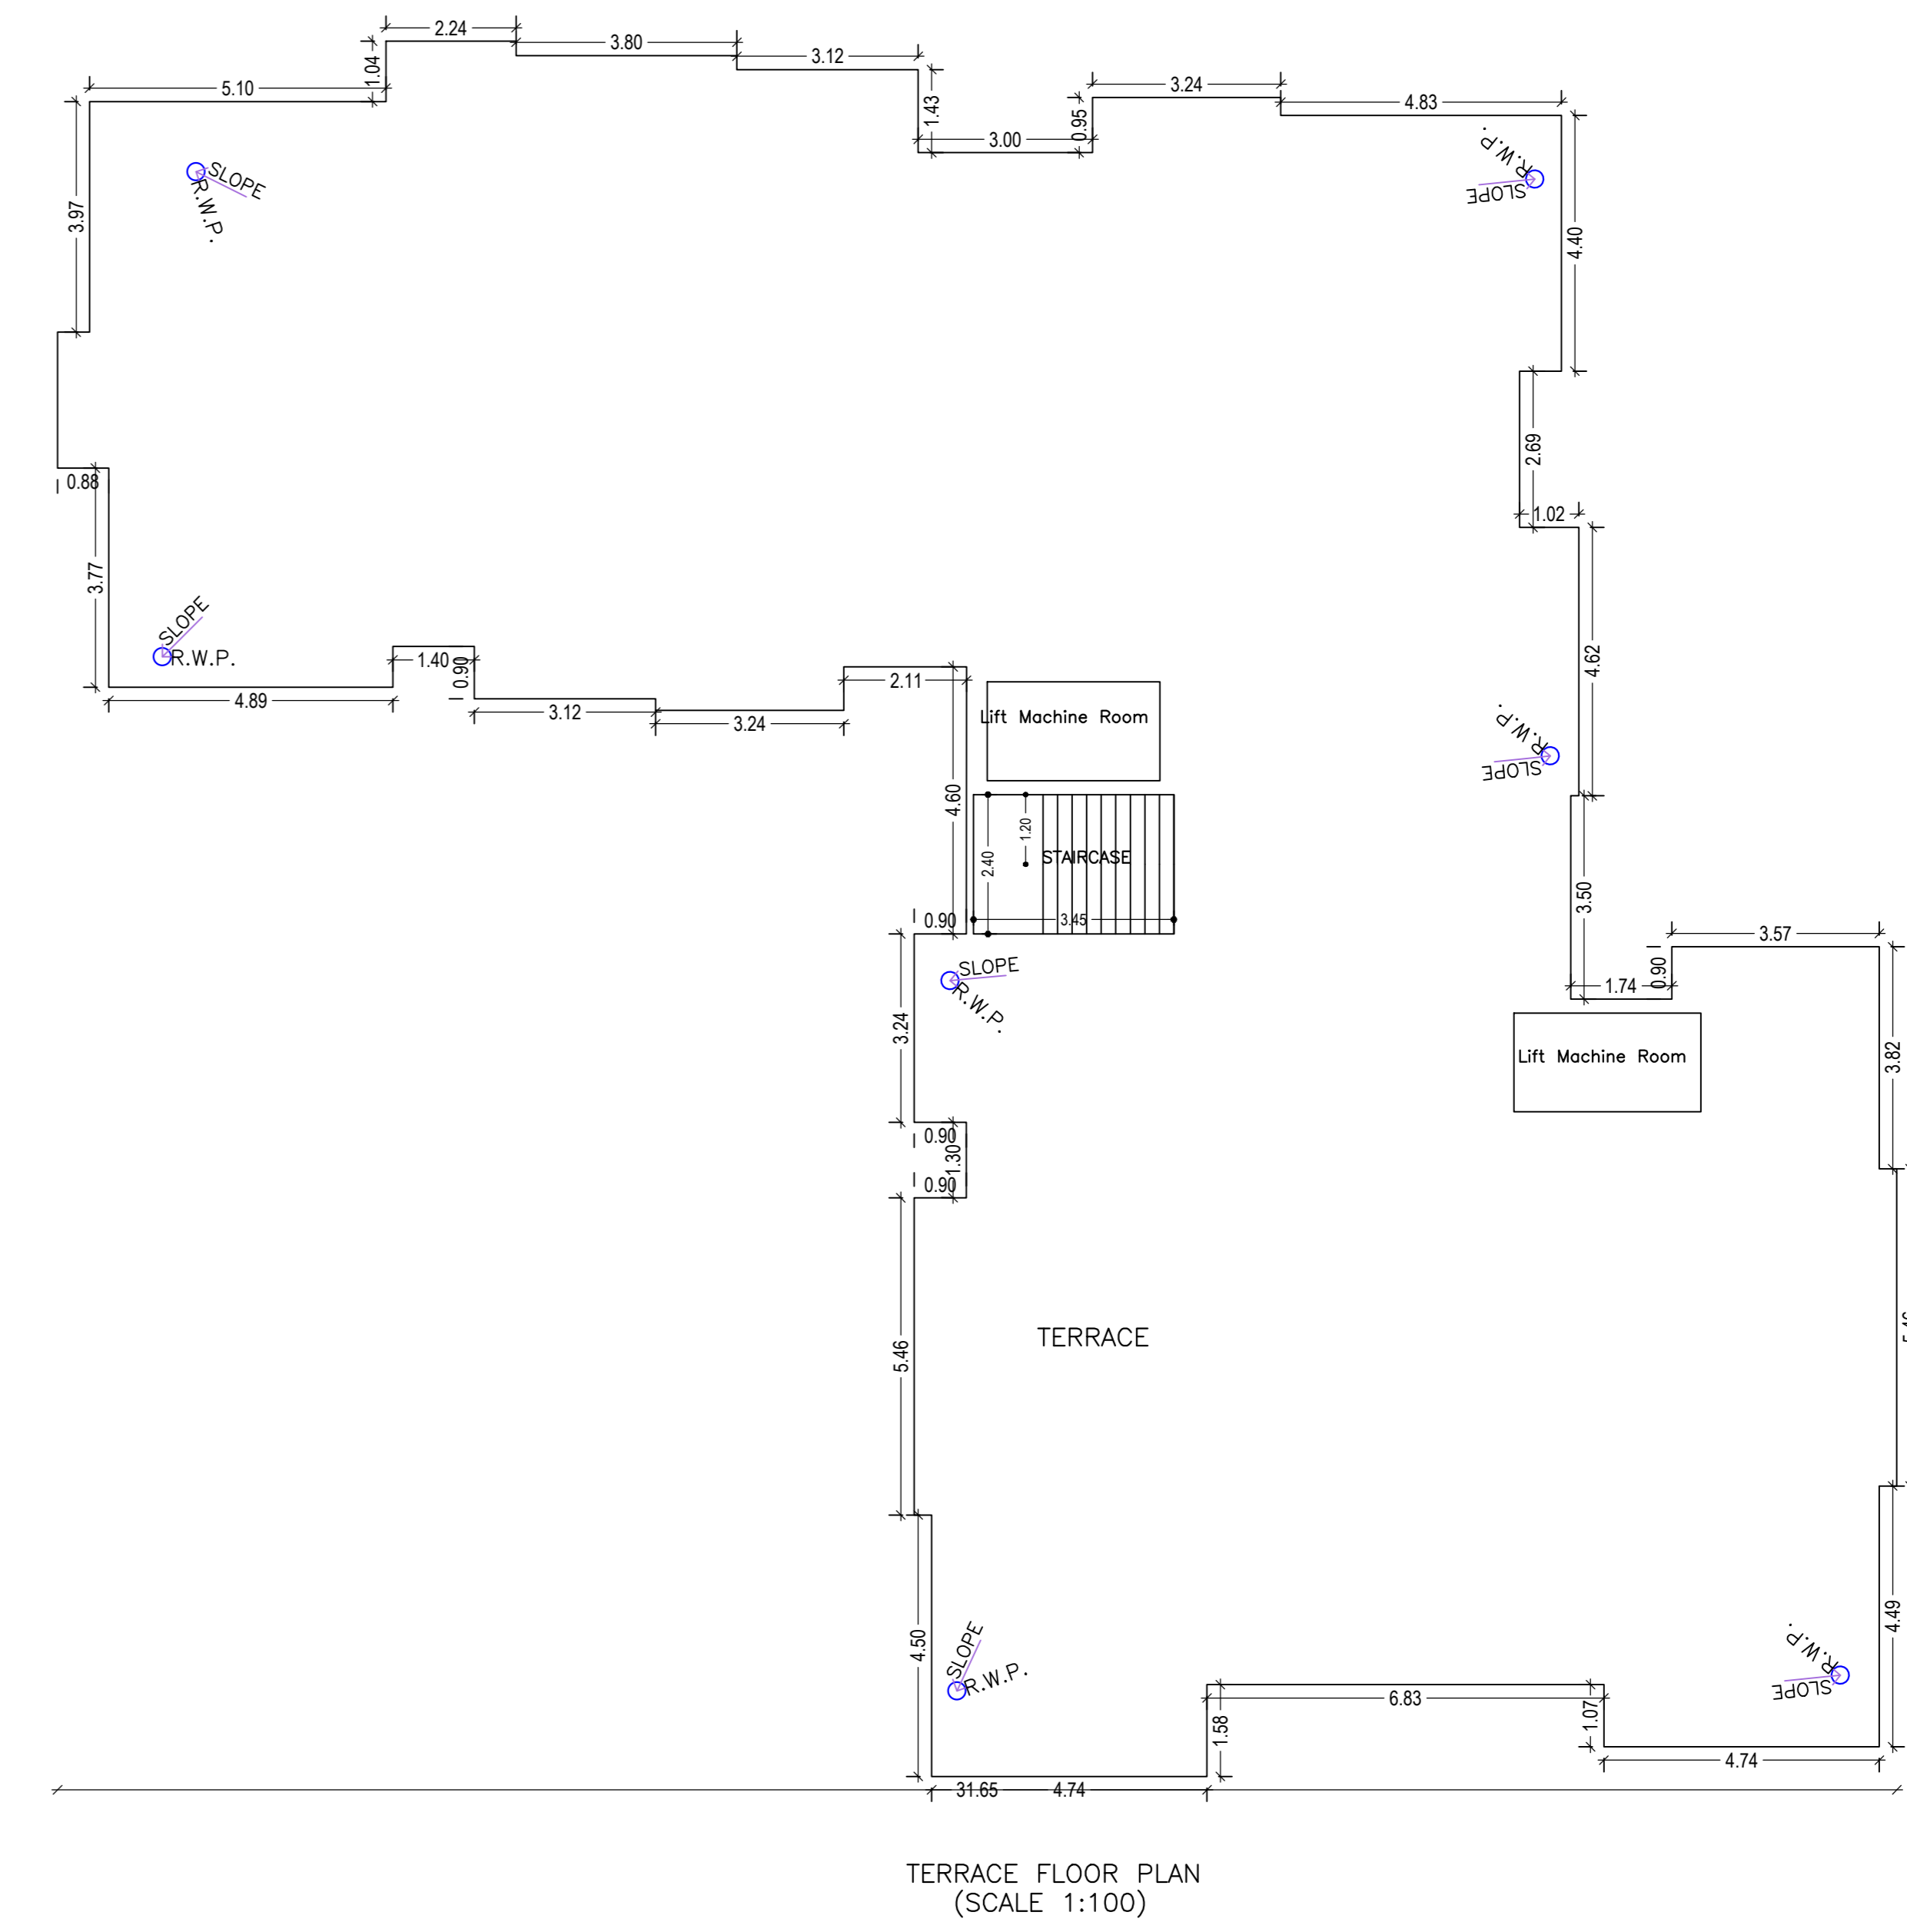 2.24
3.80
3.12
1.04
5.10
1.43
3.24
4.83
0.95
3.00
SLOPE
R.W.P.
R.W.P.
SLOPE
3.97
4.40
2.69
0.88
1.02
3.77
SLOPE
R.W.P.
1.40
0.90
4.89
3.12
3.24
2.11
4.62
Lift Machine Room
R.W.P.
SLOPE
4.60
1.20
2.40
STAIRCASE
3.45
3.50
0.90
3.57
SLOPE
R.W.P.
0.90
1.74
3.24
Lift Machine Room
3.82
0.90
1.30
0.90
5.46
TERRACE
4.50
SLOPE
R.W.P.
R.W.P.
SLOPE
4.49
6.83
1.58
1.07
4.74
31.65
4.74
TERRACE FLOOR PLAN
(SCALE 1:100)